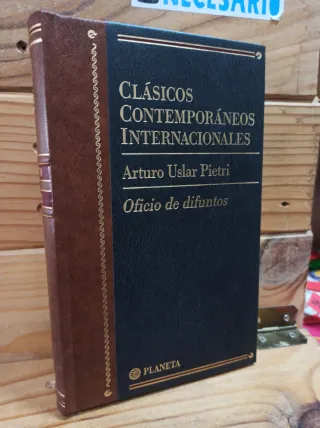 NECESARIO
CLÁSICOS
CONTEMPORÁNEOS
INTERNACIONALES
Arturo Uslar Pietri
Oficio de difuntos
PLANETA